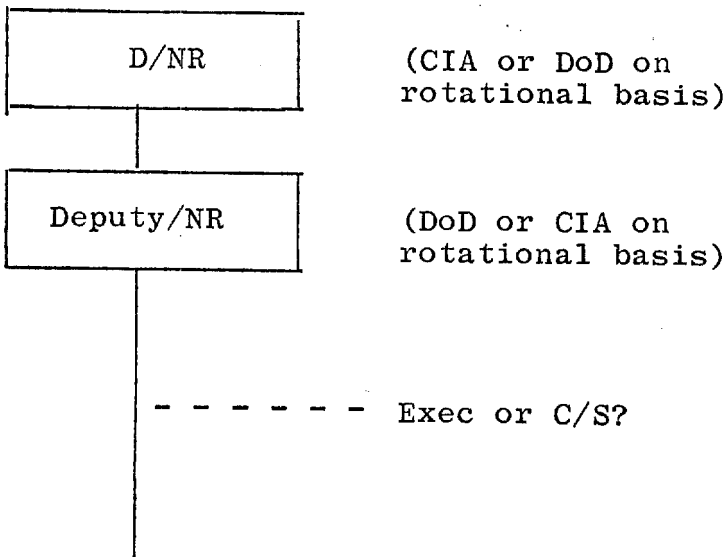 D/NR
(CIA or DoD on
rotational basis)
Deputy/NR
(DoD or CIA on
rotational basis)
Exec or C/S?